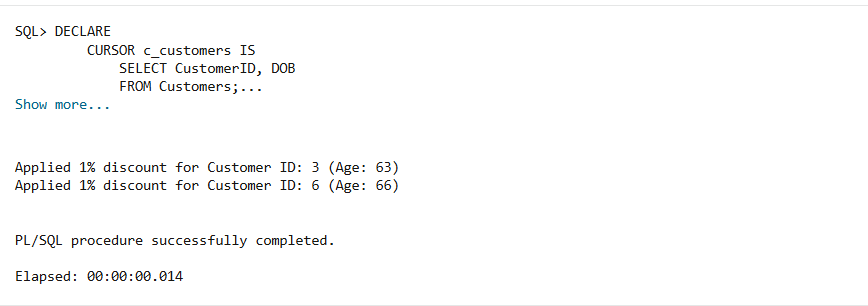 SQL> DECLARE
CURSOR c_customers IS
SELECT CustomerID, DOB
FROM Customers;...
Show more...
Applied 1% discount for Customer ID: 3 (Age: 63)
Applied 1% discount for Customer ID: 6 (Age: 66)
PL/SQL procedure successfully completed.
Elapsed: 00:00:00.014